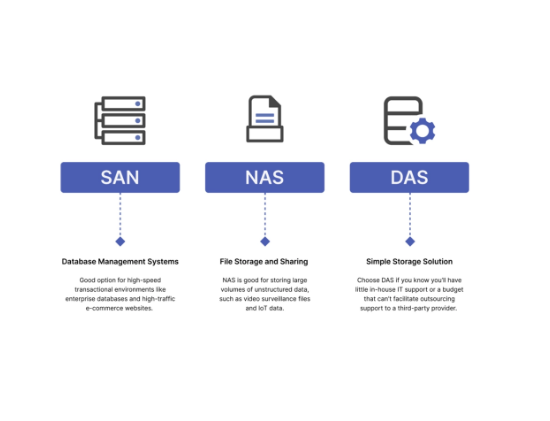 SAN
NAS
DAS
Database Management Systems
Good option for high-speed
transactional environments like
enterprise databases and high-traffic
e-commerce websites.
File Storage and Sharing
NAS is good for storing large
volumes of unstructured data,
such as video surveillance files
and IoT data.
Simple Storage Solution
Choose DAS if you know you'll have
little in-house IT support or a budget
that can't facilitate outsourcing
support to a third-party provider.